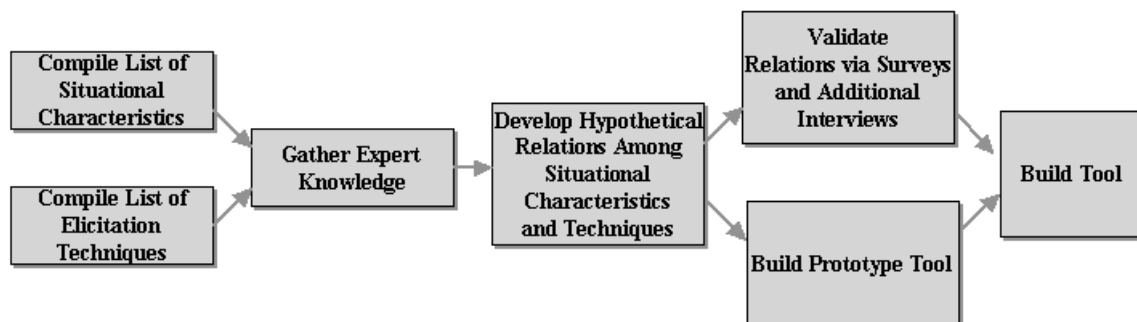 Compile List of
Situational
Characteristics
Compile List of
Elicitation
Techniques
Gather Expert
Knowledge
Develop Hypothetical
Relations Among
Situational
Characteristics
and Techniques
Validate
Relations via Surveys
and Additional
Interviews
Build Prototype Tool
Build Tool